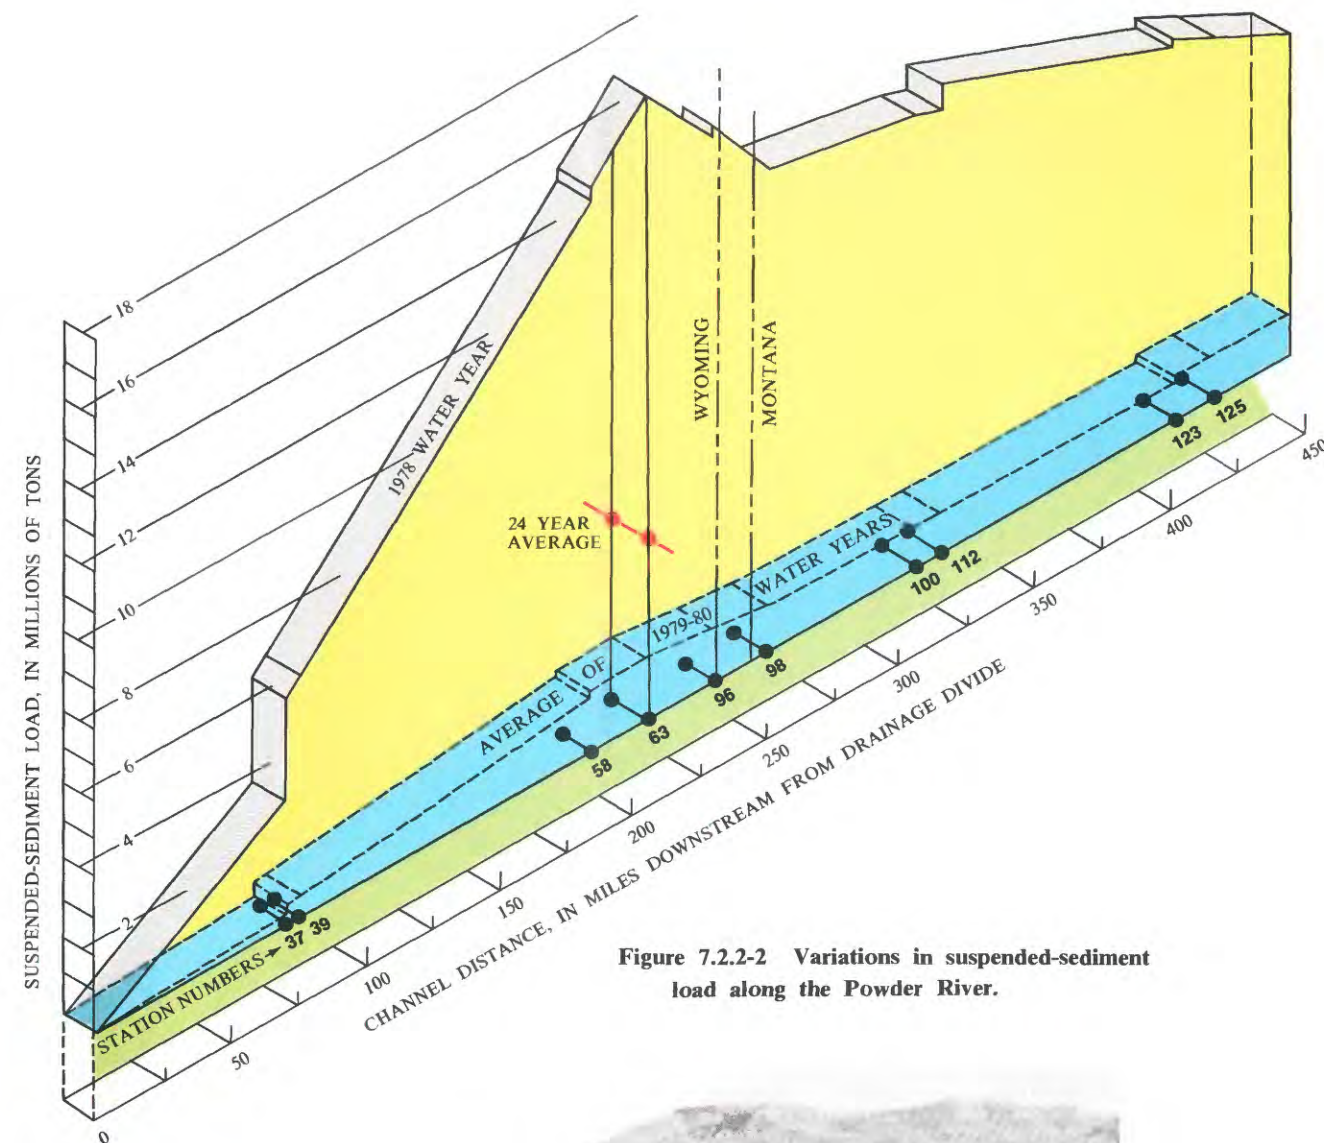 SUSPENDED-SEDIMENT LOAD, IN MILLIONS OF TONS
18
16
14
12
10
8
6
4
2
1978 WATER YEAR
WYOMING
MONTANA
24 YEAR
AVERAGE
AVERAGE OF 1979-80 WATER YEARS
STATION NUMBERS→ 37 39
58
63
96
98
100
112
123
125
0
50
100
150
200
250
300
350
400
450
CHANNEL DISTANCE, IN MILES DOWNSTREAM FROM DRAINAGE DIVIDE
Figure 7.2.2-2 Variations in suspended-sediment
load along the Powder River.